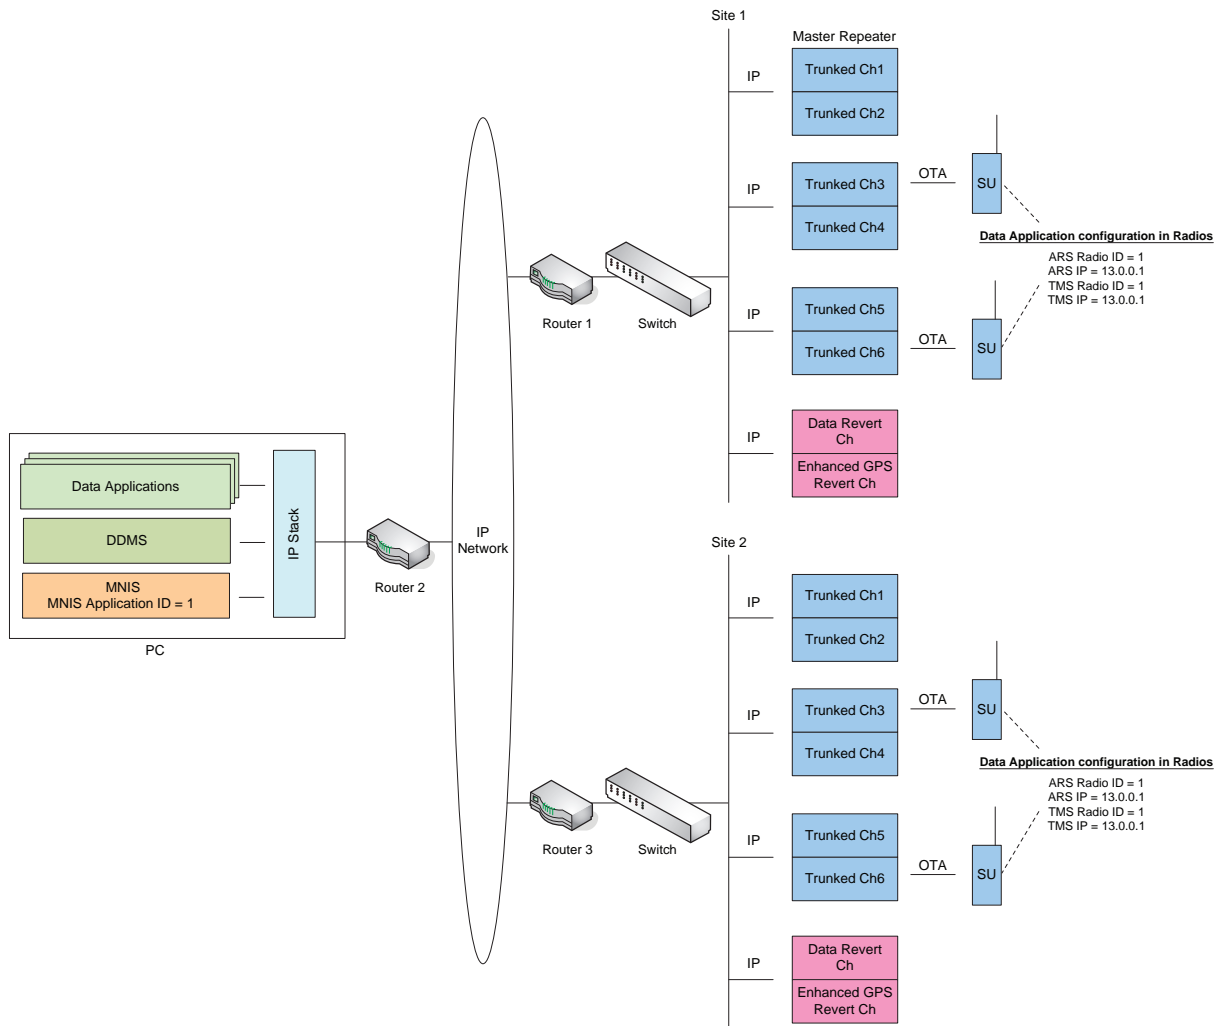 Site 1
Master Repeater
IP
Trunked Ch1
Trunked Ch2
IP
Trunked Ch3
Trunked Ch4
OTA
SU
Data Application configuration in Radios
ARS Radio ID = 1
ARS IP = 13.0.0.1
TMS Radio ID = 1
TMS IP = 13.0.0.1
Router 1
Switch
IP
Trunked Ch5
Trunked Ch6
OTA
SU
IP
Data Revert
Ch
Enhanced GPS
Revert Ch
Data Applications
DDMS
MNIS
MNIS Application ID = 1
IP Stack
PC
Router 2
IP
Network
Site 2
IP
Trunked Ch1
Trunked Ch2
IP
Trunked Ch3
Trunked Ch4
OTA
SU
Data Application configuration in Radios
ARS Radio ID = 1
ARS IP = 13.0.0.1
TMS Radio ID = 1
TMS IP = 13.0.0.1
Router 3
Switch
IP
Trunked Ch5
Trunked Ch6
OTA
SU
IP
Data Revert
Ch
Enhanced GPS
Revert Ch